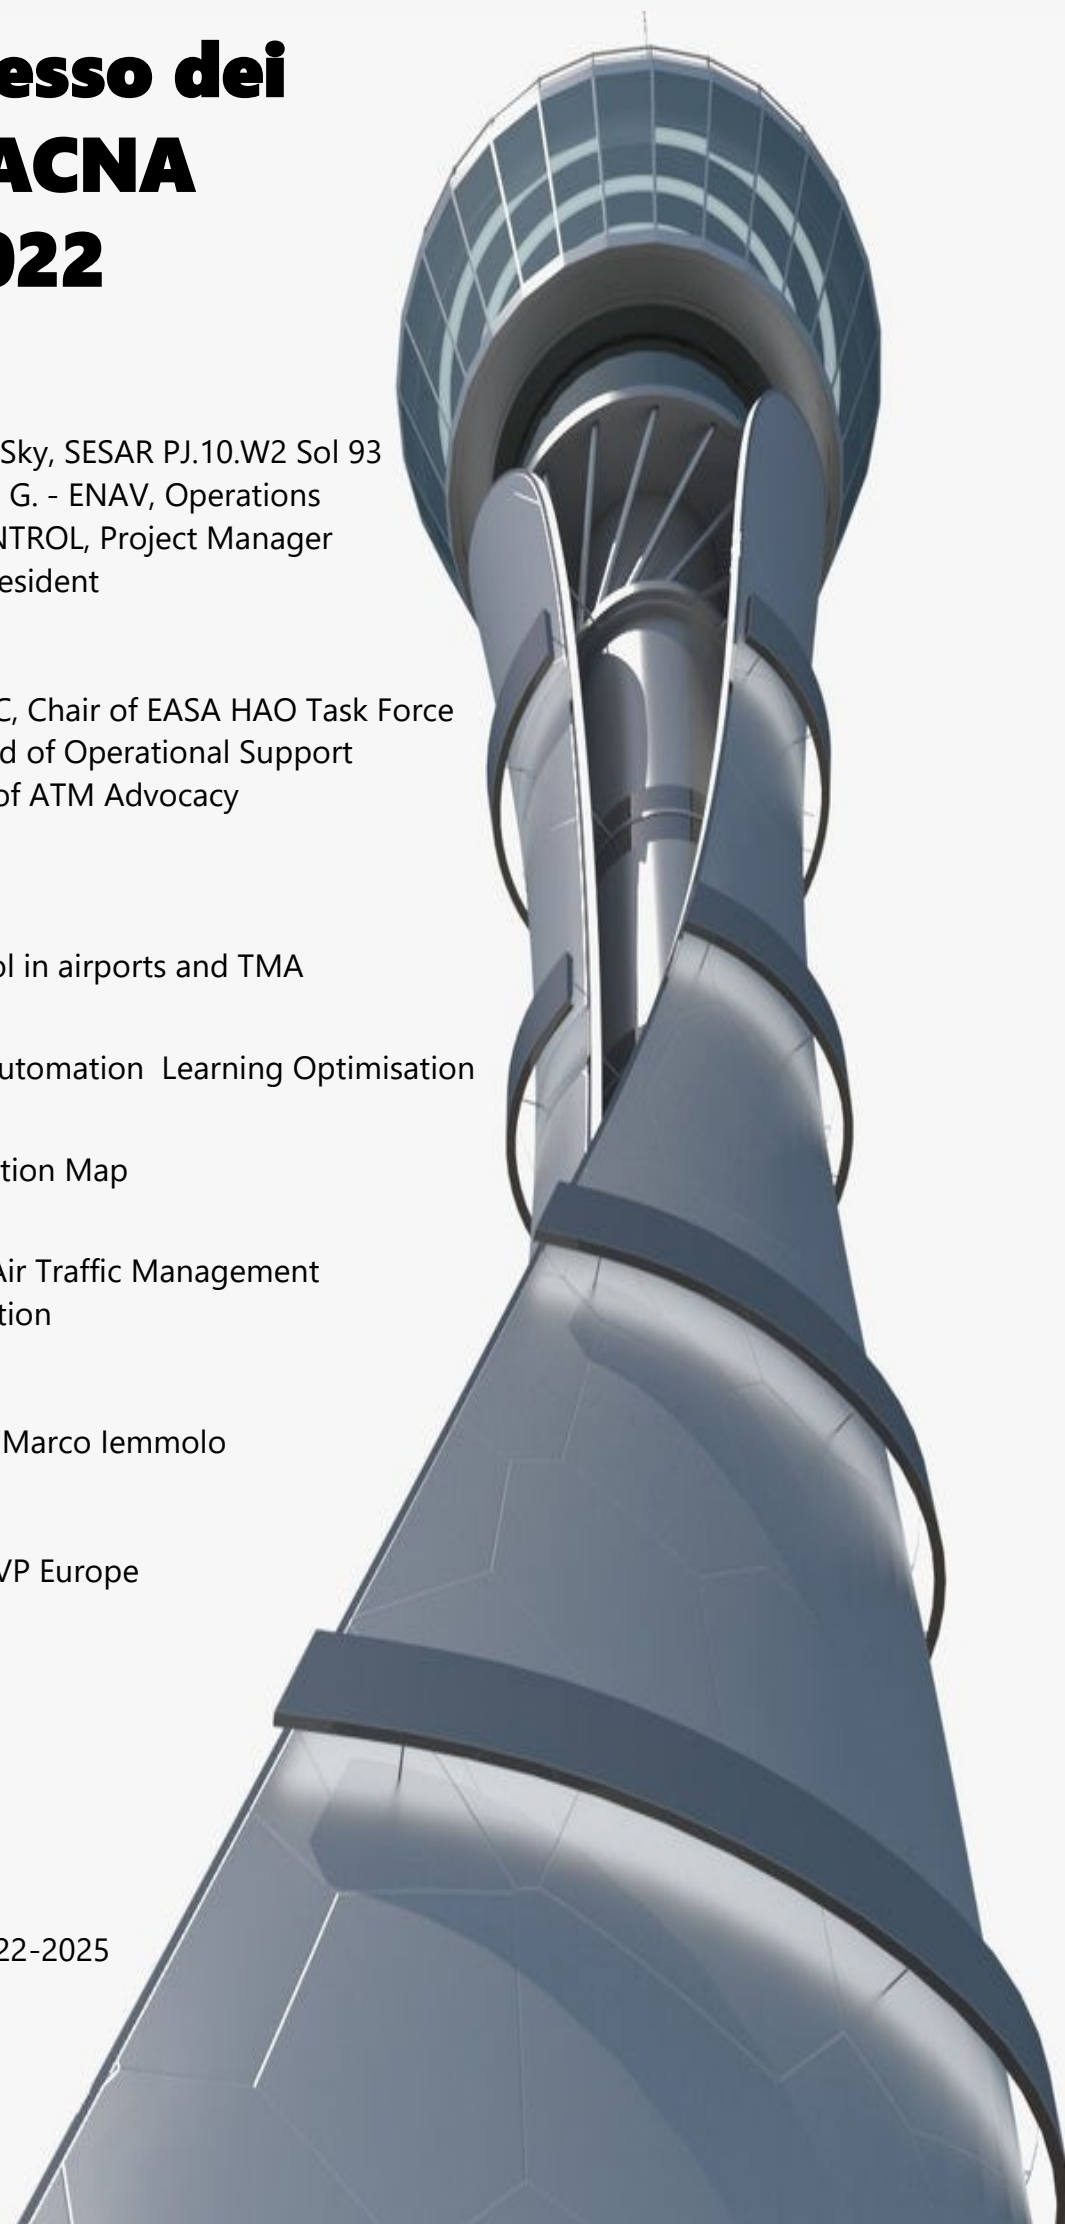 esso dei
ACNA
022
Sky, SESAR PJ.10.W2 Sol 93
G. - ENAV, Operations
NTROL, Project Manager
esident
C, Chair of EASA HAO Task Force
d of Operational Support
of ATM Advocacy
ol in airports and TMA
utomation  Learning Optimisation
tion Map
Air Traffic Management
tion
Marco Iemmolo
VP Europe
22-2025